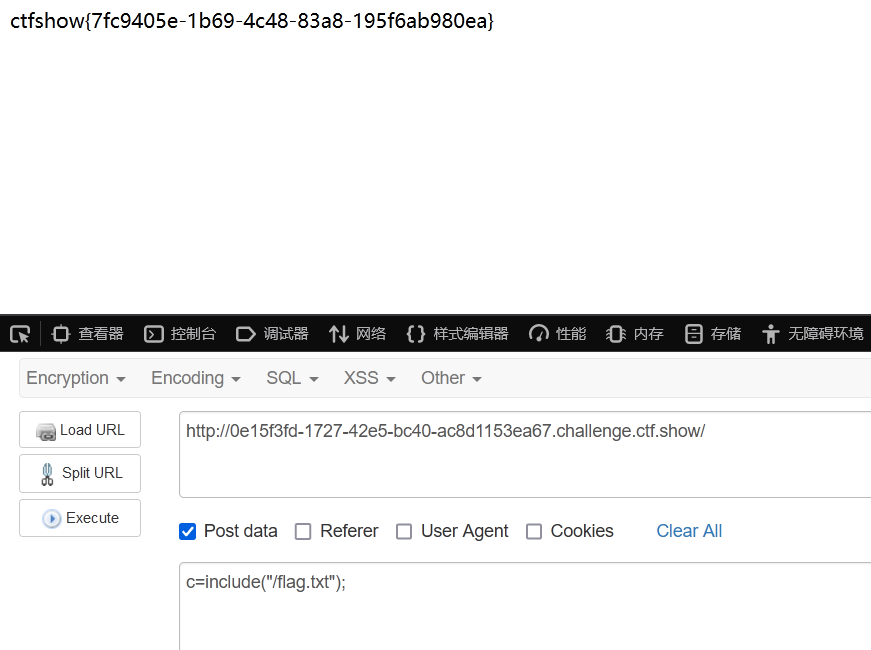 ctfshow{7fc9405e-1b69-4c48-83a8-195f6ab980ea}
查看器 控制台 调试器 网络 样式编辑器 性能 内存 存储 无障碍环境
Encryption Encoding SQL XSS Other
Load URL http://0e15f3fd-1727-42e5-bc40-ac8d1153ea67.challenge.ctf.show/
Split URL
Execute
Post data Referer User Agent Cookies Clear All
c=include("/flag.txt");